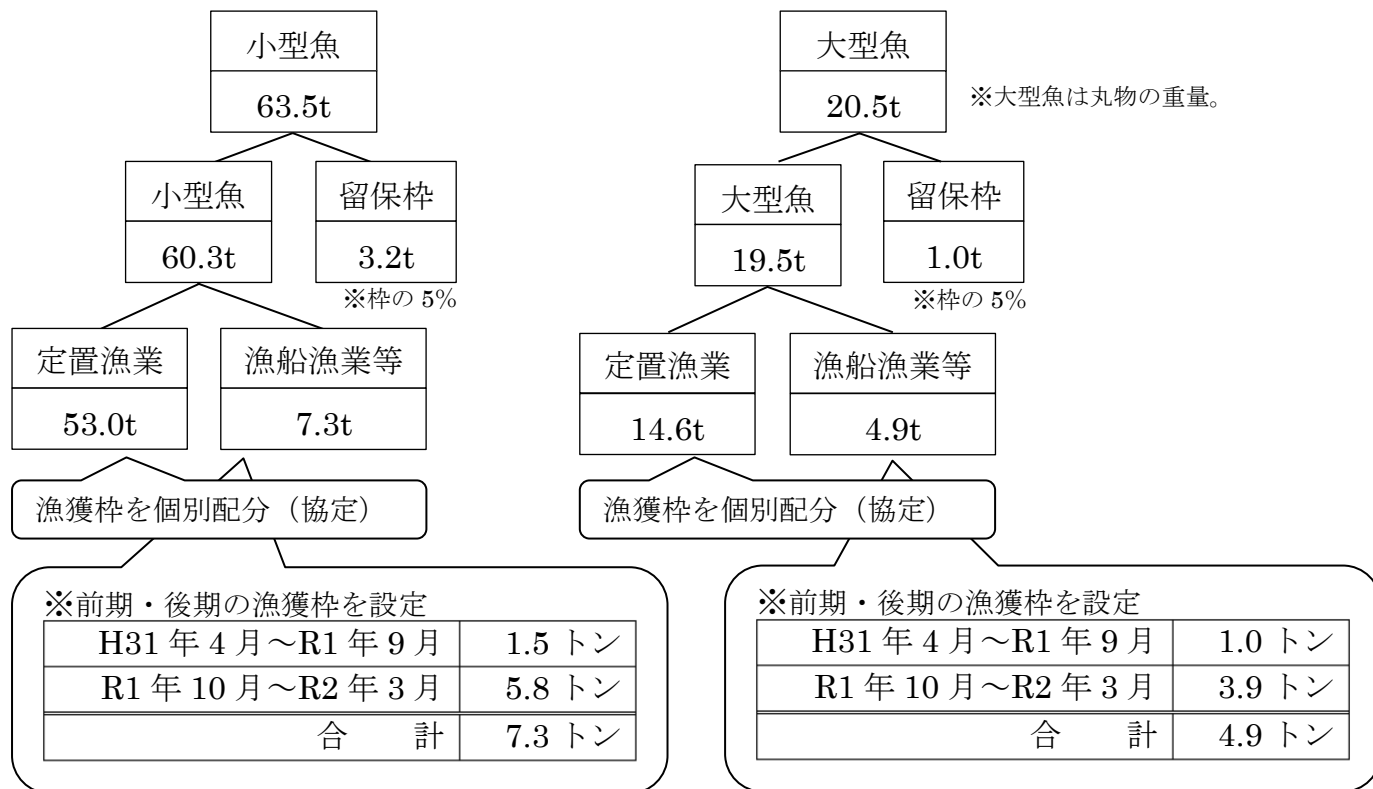 小型魚
63.5t
小型魚
60.3t
留保枠
3.2t
※枠の 5%
定置漁業
53.0t
漁船漁業等
7.3t
漁獲枠を個別配分（協定）
※前期・後期の漁獲枠を設定
H31 年 4 月～R1 年 9 月 1.5 トン
R1 年 10 月～R2 年 3 月 5.8 トン
合 計 7.3 トン
大型魚
20.5t
※大型魚は丸物の重量。
大型魚
19.5t
留保枠
1.0t
※枠の 5%
定置漁業
14.6t
漁船漁業等
4.9t
漁獲枠を個別配分（協定）
※前期・後期の漁獲枠を設定
H31 年 4 月～R1 年 9 月 1.0 トン
R1 年 10 月～R2 年 3 月 3.9 トン
合 計 4.9 トン